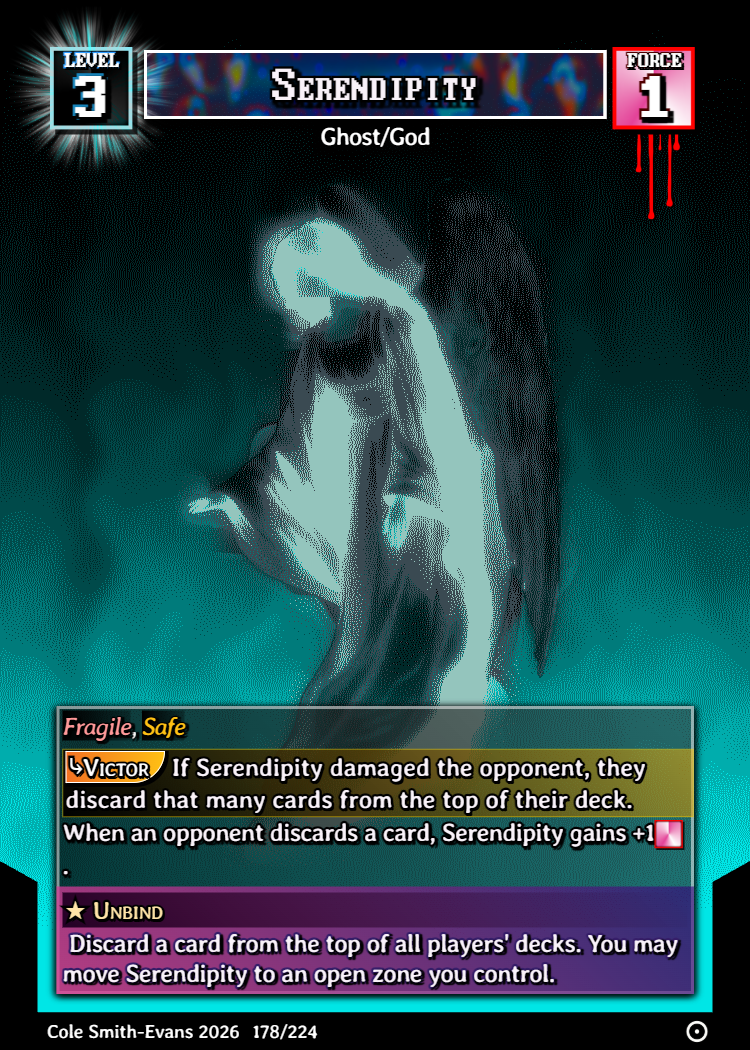 LEVEL
3
SERENDIPITY
FORCE
1
Ghost/God
Fragile, Safe
↳VICTOR If Serendipity damaged the opponent, they
discard that many cards from the top of their deck.
When an opponent discards a card, Serendipity gains +1
.
★ UNBIND
Discard a card from the top of all players' decks. You may
move Serendipity to an open zone you control.
Cole Smith-Evans 2026 178/224